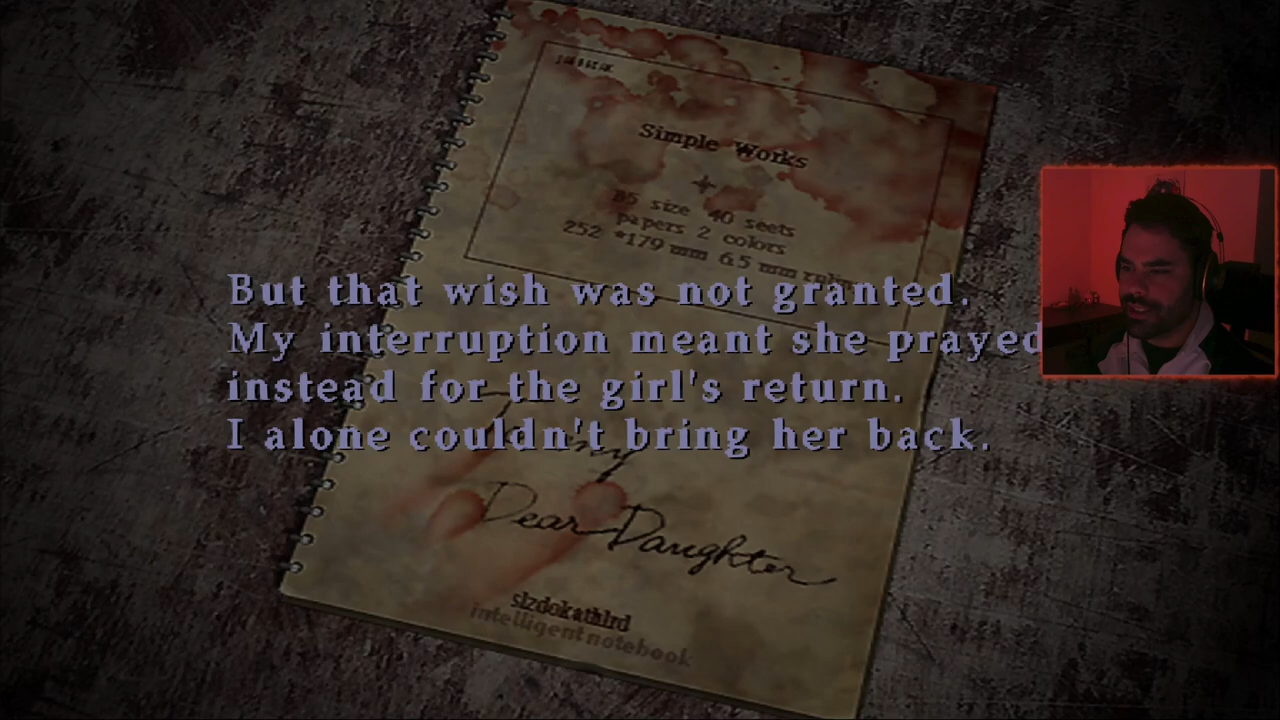 Simple Works
B5 size 40 seets
papers 2 colors
252 *179 mm 6.5 mm
But that wish was not granted.
My interruption meant she prayed
instead for the girl's return.
I alone couldn't bring her back.
my
Dear Daughter
slzdokathlrd
intelligent notebook